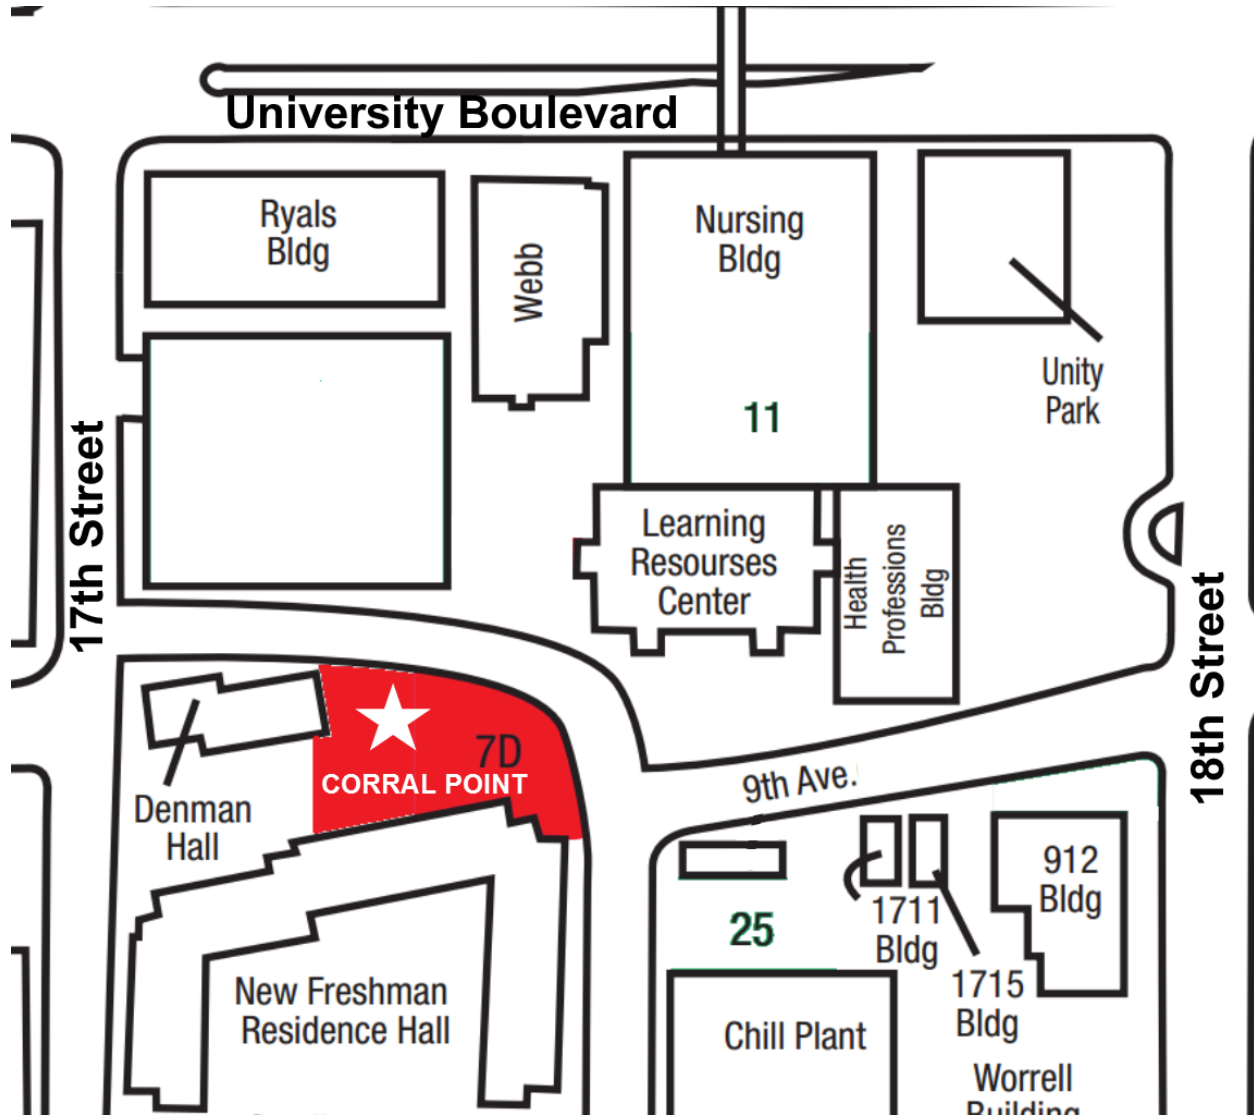 University Boulevard
Ryals
Bldg
Webb
Nursing
Bldg
11
Unity
Park
17th Street
Learning
Resourses
Center
Health
Professions
Bldg
18th Street
7D
CORRAL POINT
Denman
Hall
9th Ave.
912
Bldg
1711
Bldg
25
1715
Bldg
New Freshman
Residence Hall
Chill Plant
Worrell
Building